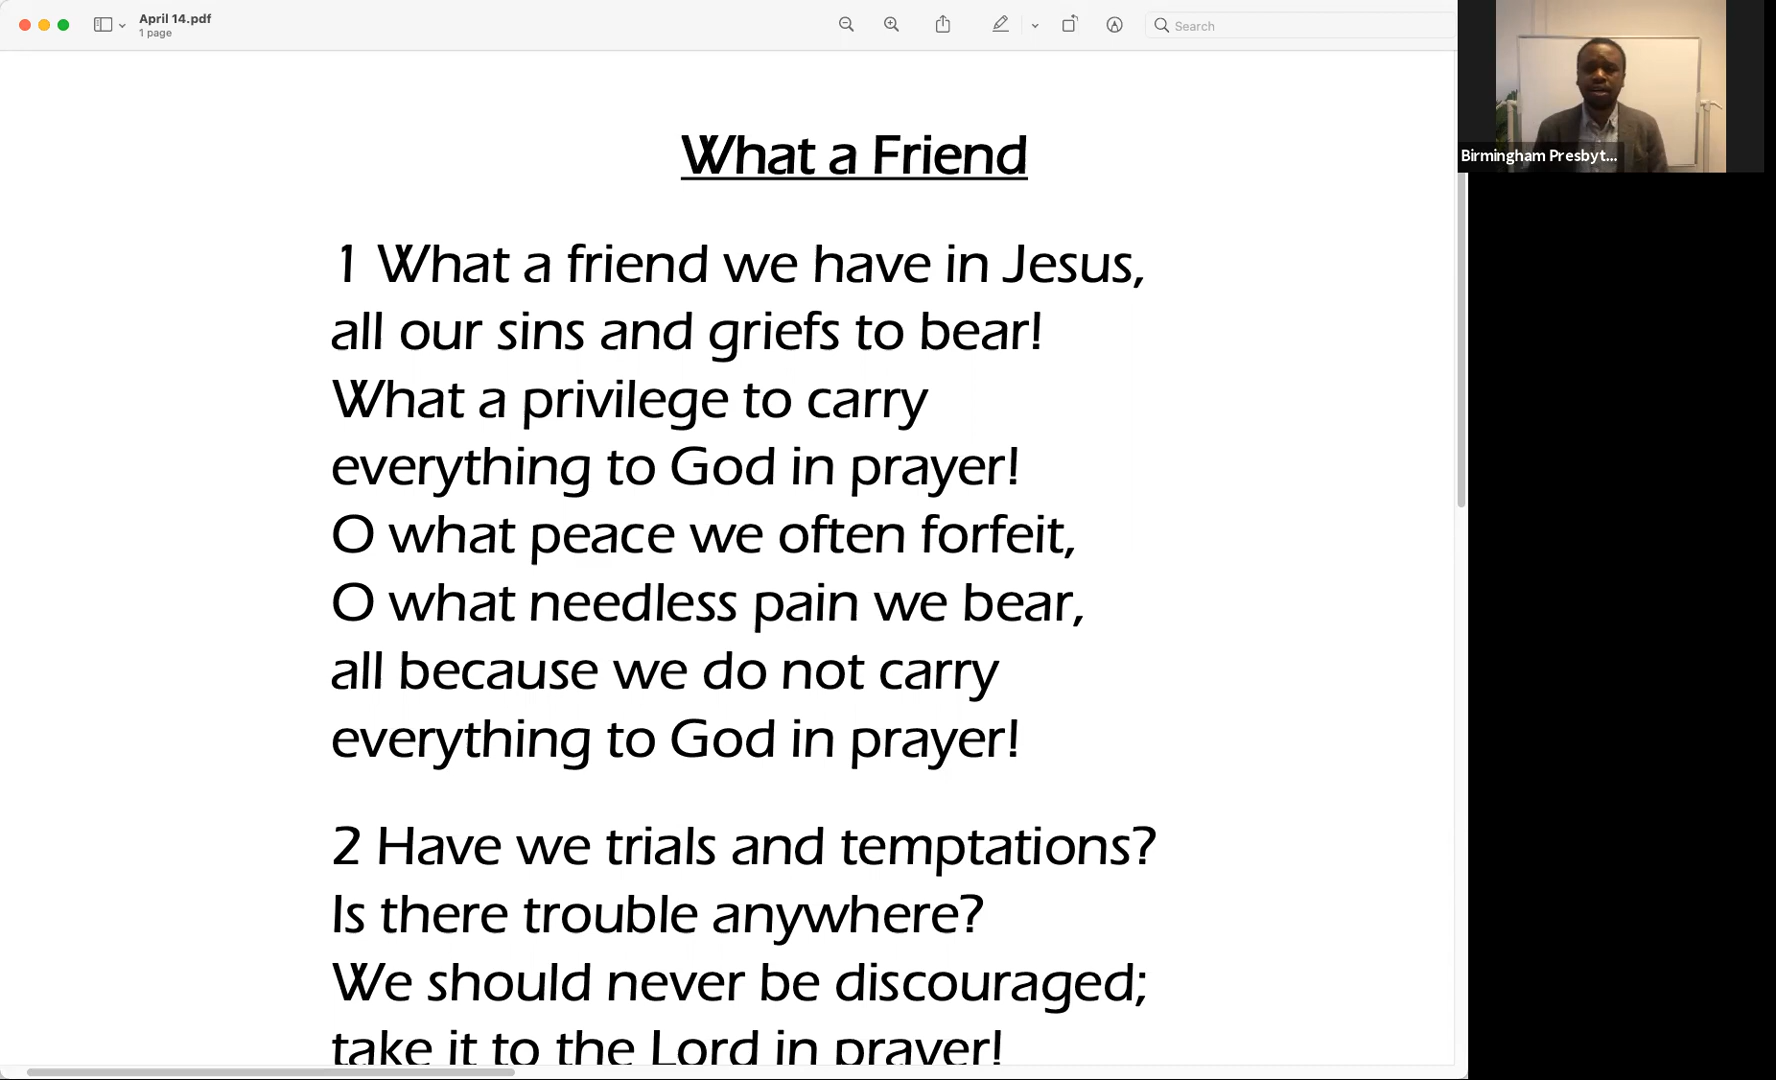 April 14.pdf
1 page
Search
Birmingham Presbyt...
What a Friend
1 What a friend we have in Jesus,
all our sins and griefs to bear!
What a privilege to carry
everything to God in prayer!
O what peace we often forfeit,
O what needless pain we bear,
all because we do not carry
everything to God in prayer!
2 Have we trials and temptations?
Is there trouble anywhere?
We should never be discouraged;
take it to the Lord in prayer!